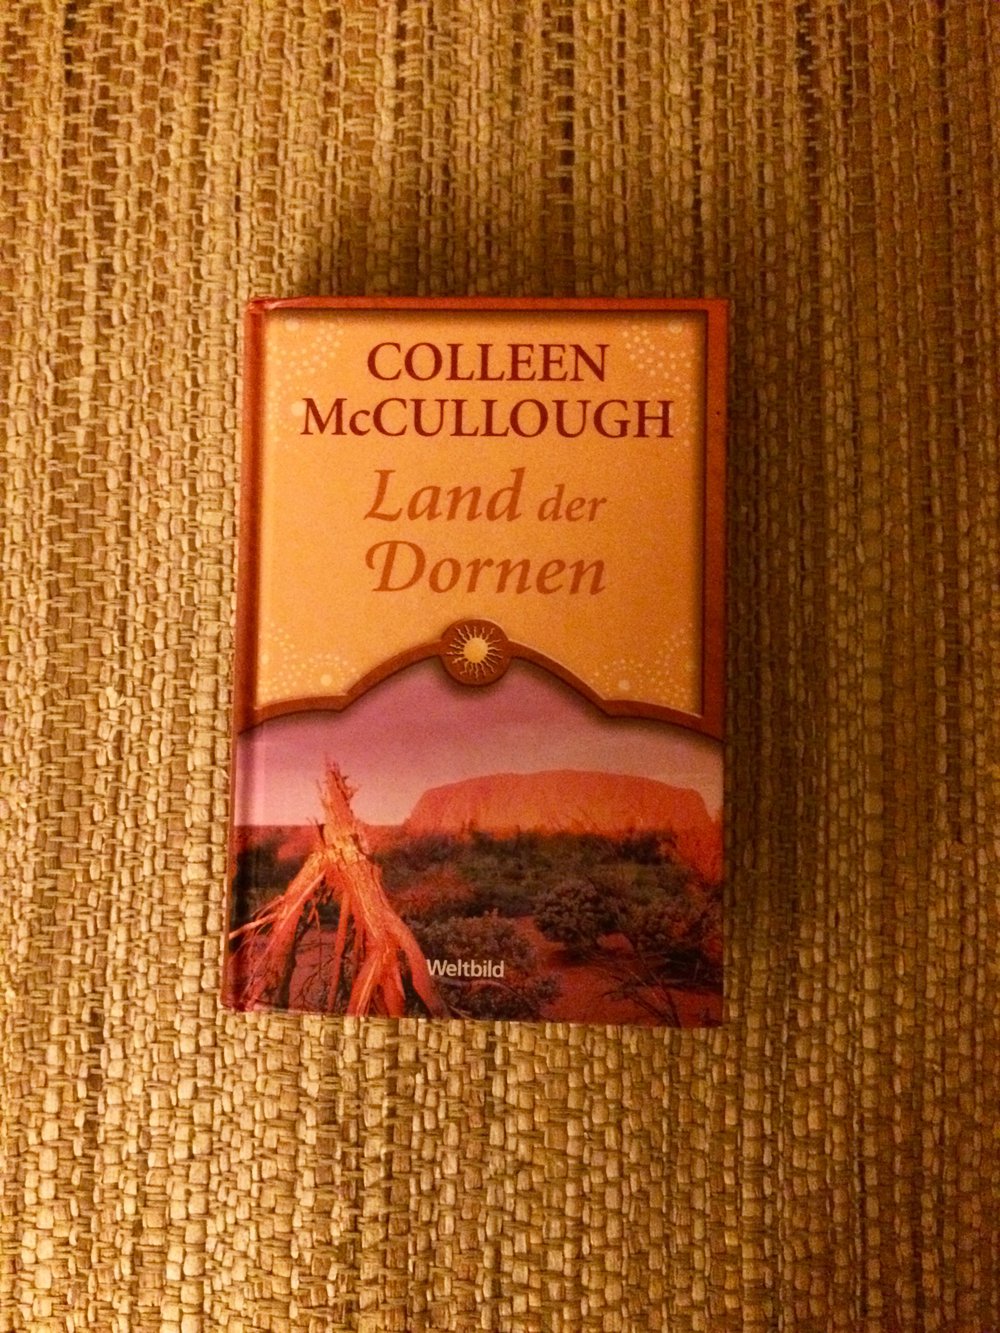 COLLEEN
McCULLOUGH
Land der
Dornen
Weltbild